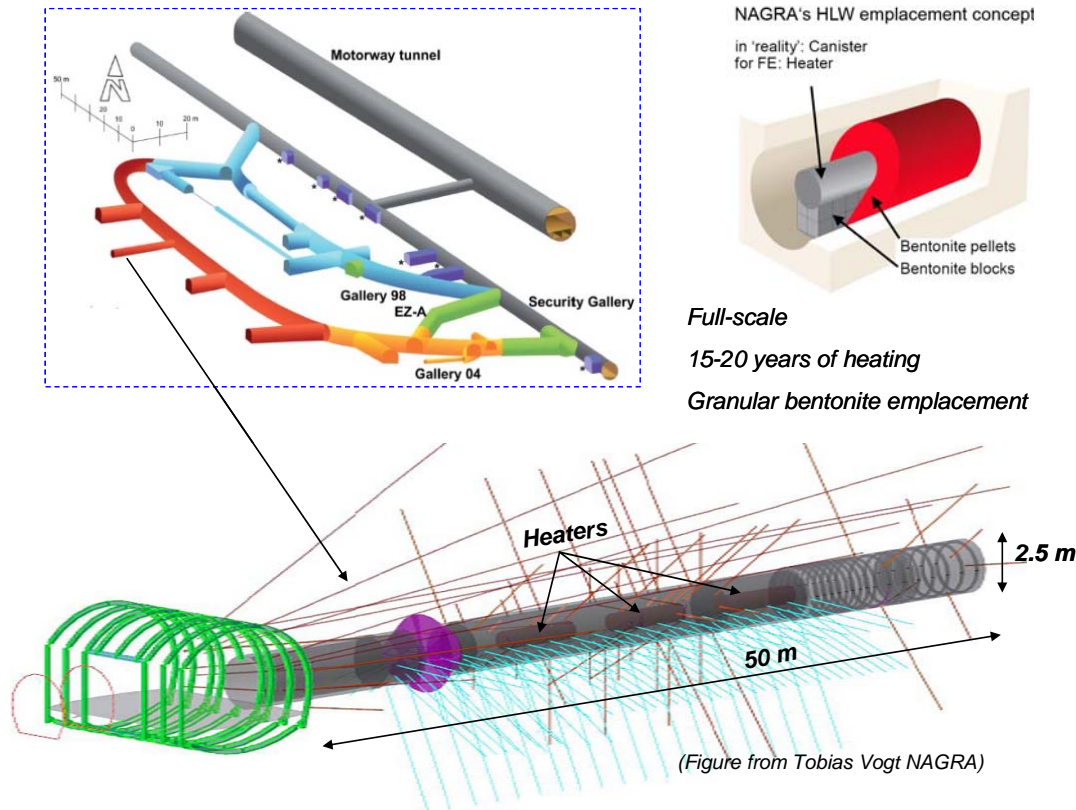 Motorway tunnel
50 m
20
10
0
10
20 m
N
*
*
*
*
*
*
*
Gallery 98
EZ-A
Security Gallery
Gallery 04
NAGRA's HLW emplacement concept
in 'reality': Canister
for FE: Heater
Bentonite pellets
Bentonite blocks
Full-scale
15-20 years of heating
Granular bentonite emplacement
Heaters
2.5 m
50 m
(Figure from Tobias Vogt NAGRA)